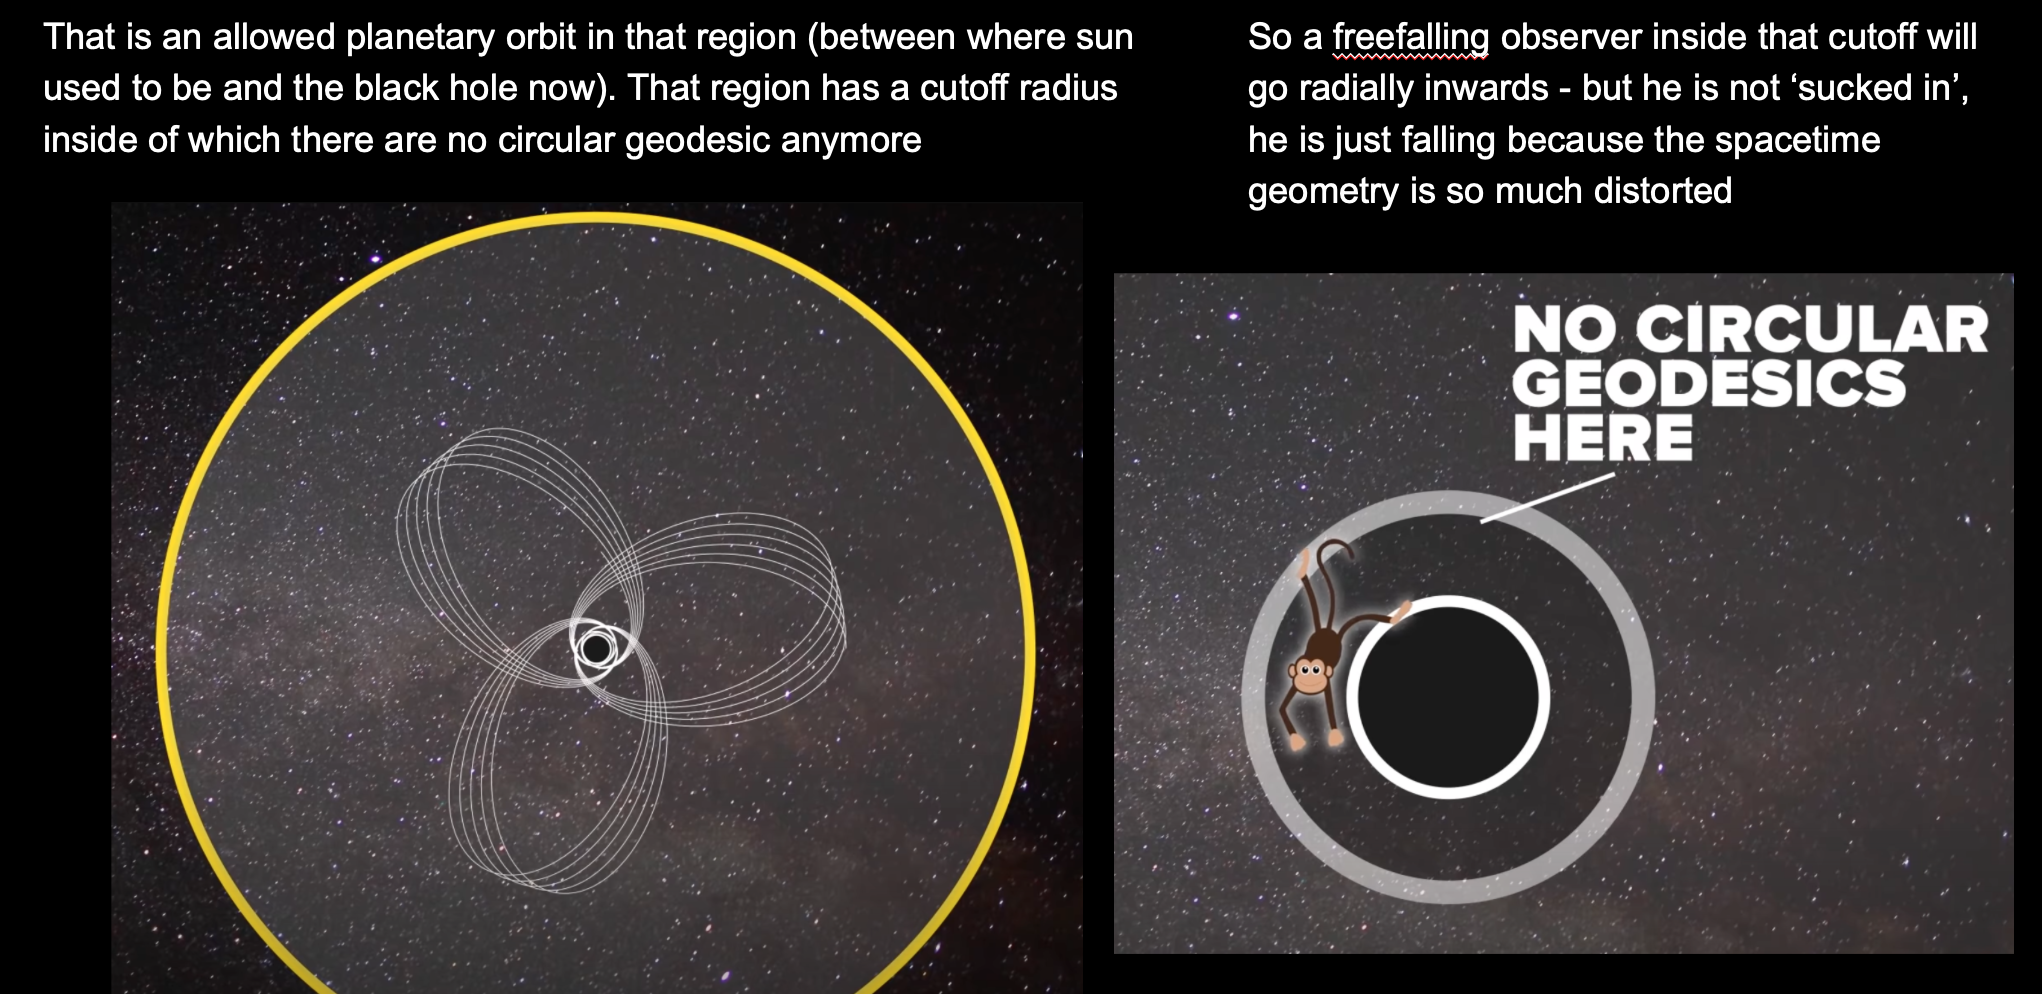 That is an allowed planetary orbit in that region (between where sun
used to be and the black hole now). That region has a cutoff radius
inside of which there are no circular geodesic anymore
So a freefalling observer inside that cutoff will
go radially inwards - but he is not ‘sucked in’,
he is just falling because the spacetime
geometry is so much distorted
NO CIRCULAR
GEODESICS
HERE